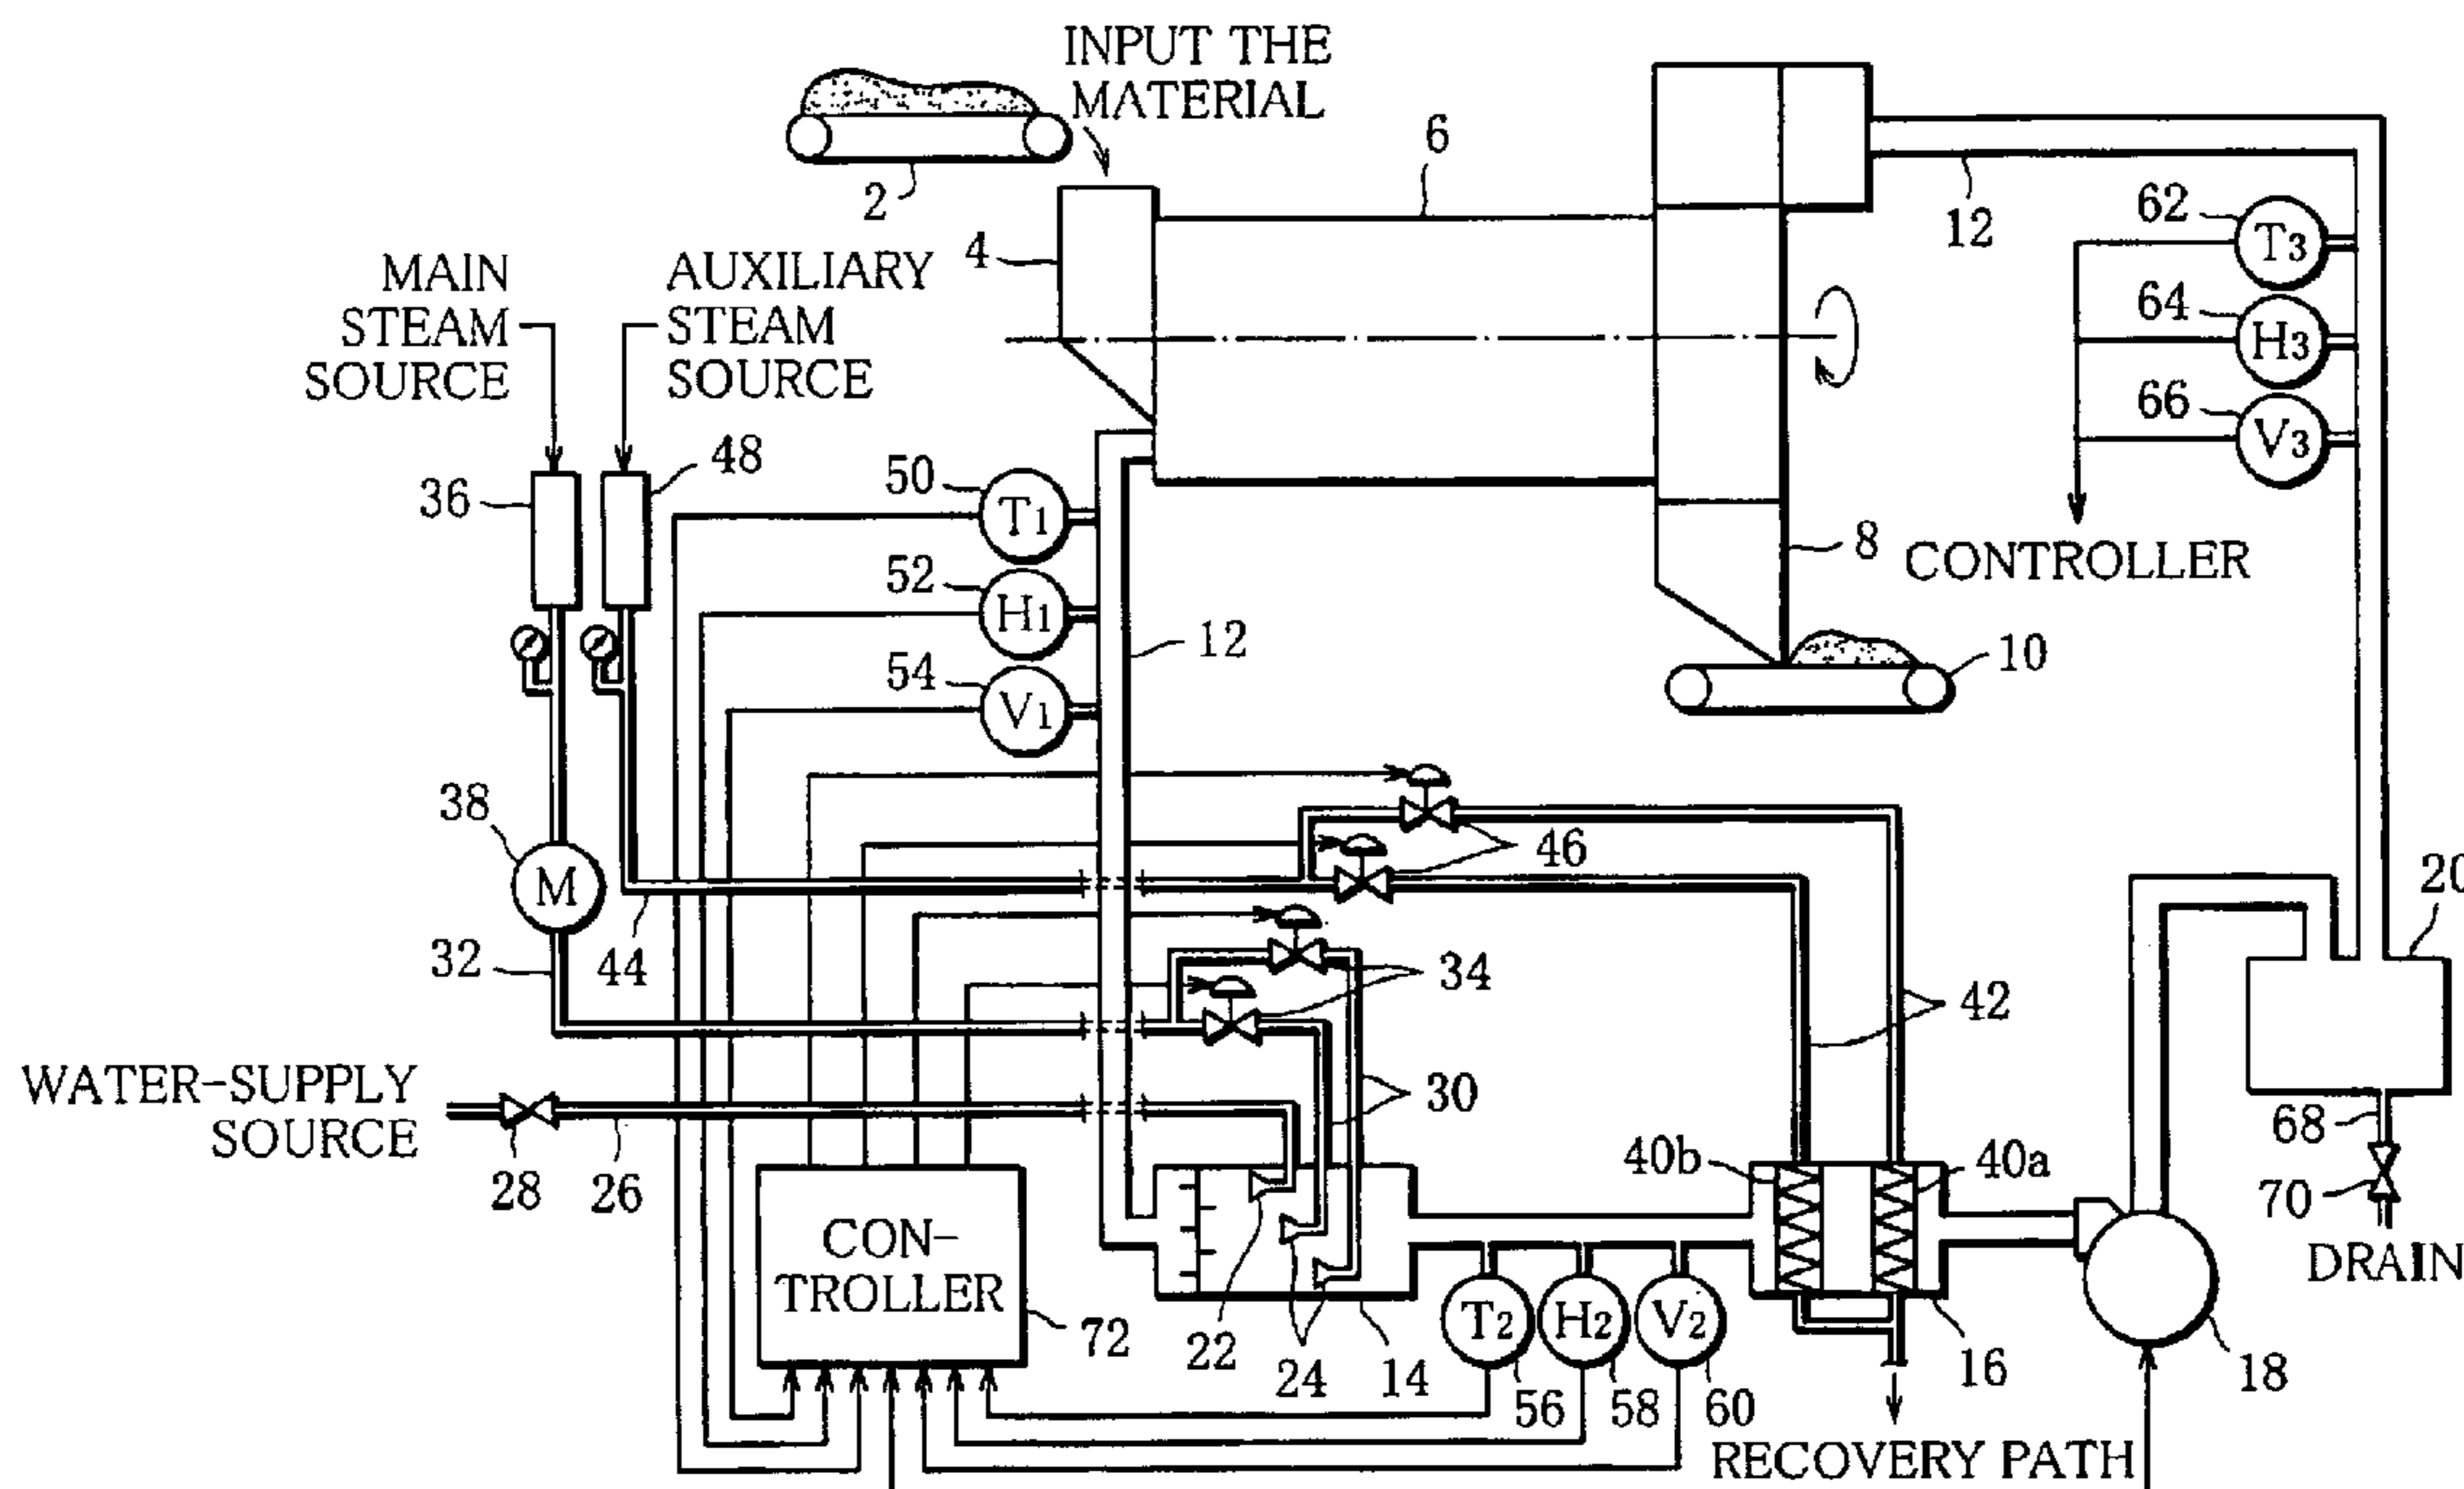 INPUT THE
MATERIAL
6
2
12
4
62
T3
64
H3
66
V3
MAIN
STEAM
SOURCE
AUXILIARY
STEAM
SOURCE
CONTROLLER
8
36
48
50
T1
52
H1
54
V1
12
10
38
M
46
20
32
44
34
42
WATER-SUPPLY
SOURCE
28
26
30
40b
40a
68
70
DRAIN
CON-
TROLLER
72
22
24
14
T2
H2
V2
56
58
60
16
18
RECOVERY PATH